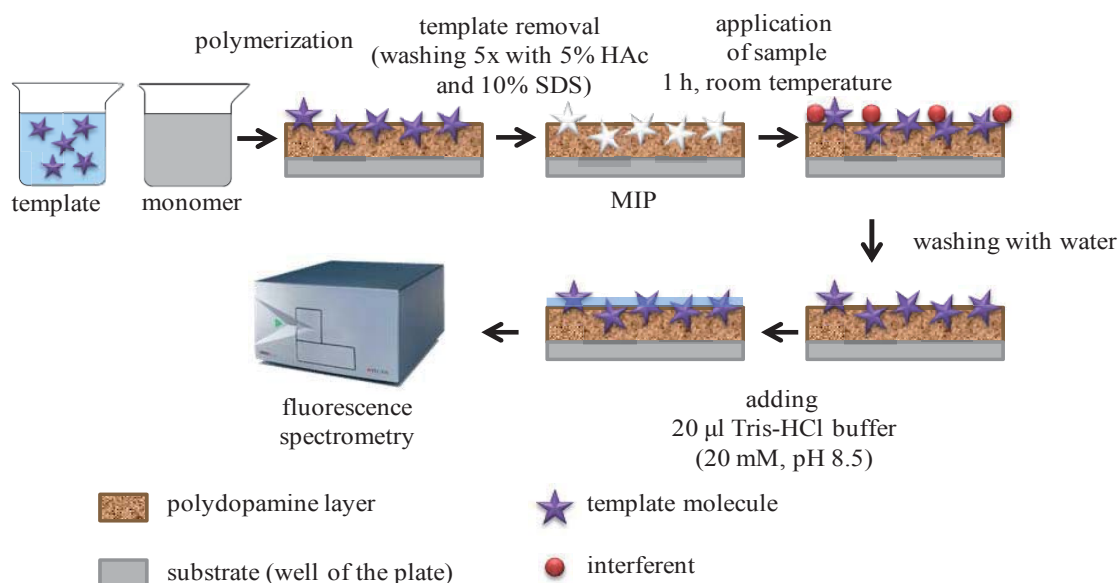 polymerization
template removal
(washing 5x with 5% HAc
and 10% SDS)
application
of sample
1 h, room temperature
template
monomer
MIP
washing with water
fluorescence
spectrometry
adding
20 μl Tris-HCl buffer
(20 mM, pH 8.5)
polydopamine layer
template molecule
substrate (well of the plate)
interferent